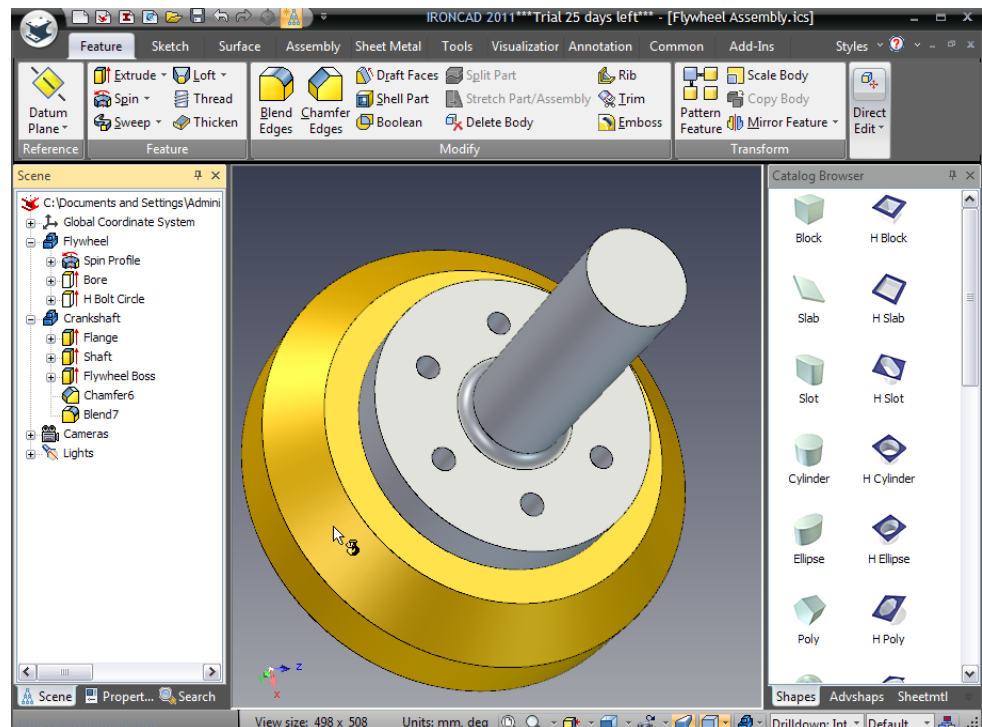 IRONCAD 2011***Trial 25 days left*** - [Flywheel Assembly.ics]
Feature Sketch Surface Assembly Sheet Metal Tools Visualization Annotation Common Add-Ins Styles
Extrude Loft Draft Faces Split Part Rib Scale Body
Spin Thread Shell Part Stretch Part/Assembly Trim Copy Body
Sweep Thicken Boolean Delete Body Emboss Mirror Feature
Datum Plane
Blend Edges
Chamfer Edges
Pattern Feature
Direct Edit
Reference Feature Modify Transform
Scene
C:\Documents and Settings\Admini
Global Coordinate System
Flywheel
Spin Profile
Bore
H Bolt Circle
Crankshaft
Flange
Shaft
Flywheel Boss
Chamfer6
Blend7
Cameras
Lights
Scene Propert... Search
Z
X
Catalog Browser
Block H Block
Slab H Slab
Slot H Slot
Cylinder H Cylinder
Ellipse H Ellipse
Poly H Poly
Shapes Advshaps Sheetmtl
View size: 498 x 508 Units: mm, deg Drilldown: Int Default